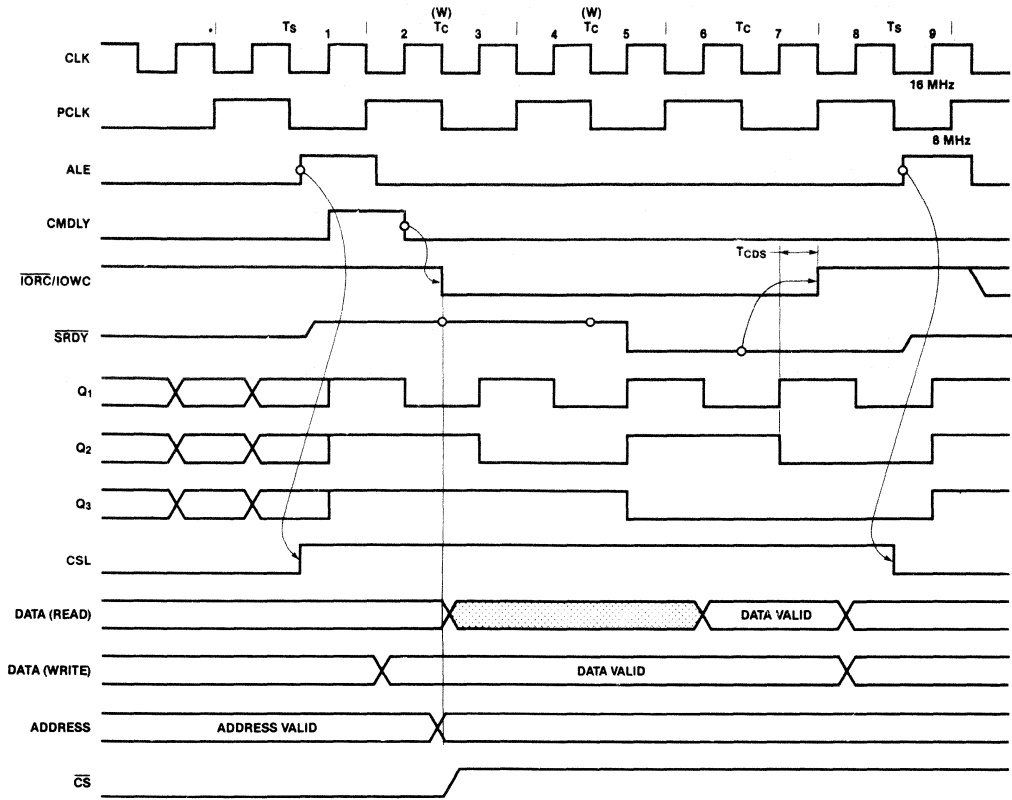 (W) (W)
TS TC TC TC TS
1 2 3 4 5 6 7 8 9
CLK
16 MHz
PCLK
8 MHz
ALE
CMDLY
TCDS
IORC/IOWC
SRDY
Q1
Q2
Q3
CSL
DATA (READ) DATA VALID
DATA (WRITE) DATA VALID
ADDRESS ADDRESS VALID
CS